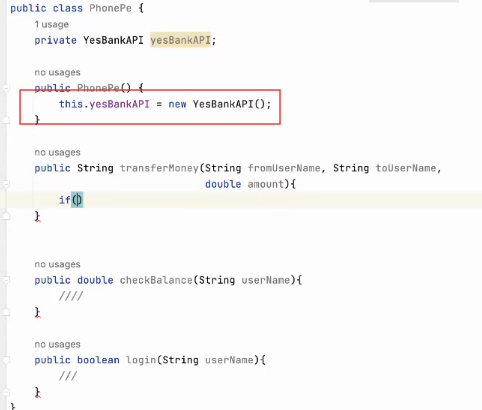 public class PhonePe {
1 usage
private YesBankAPI yesBankAPI;
no usages
public PhonePe() {
this.yesBankAPI = new YesBankAPI();
}
no usages
public String transferMoney(String fromUserName, String toUserName,
double amount){
if()
}
no usages
public double checkBalance(String userName){
////
}
no usages
public boolean login(String userName){
///
}
}